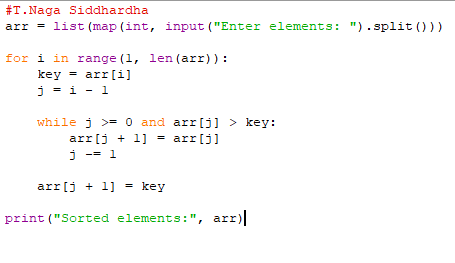 #T.Naga Siddhardha
arr = list(map(int, input("Enter elements: ").split()))
for i in range(1, len(arr)):
    key = arr[i]
    j = i - 1
    while j >= 0 and arr[j] > key:
        arr[j + 1] = arr[j]
        j -= 1
    arr[j + 1] = key
print("Sorted elements:", arr)